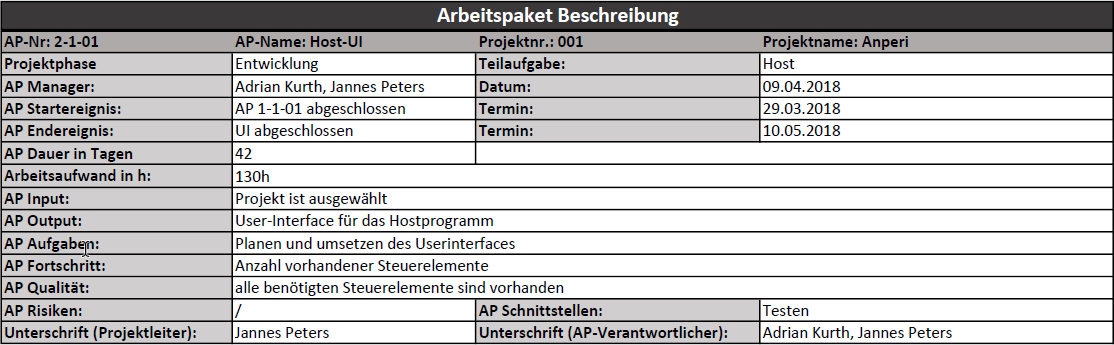 Arbeitspaket Beschreibung
AP-Nr: 2-1-01 AP-Name: Host-UI Projektnr.: 001 Projektname: Anperi
Projektphase Entwicklung Teilaufgabe: Host
AP Manager: Adrian Kurth, Jannes Peters Datum: 09.04.2018
AP Startereignis: AP 1-1-01 abgeschlossen Termin: 29.03.2018
AP Endereignis: UI abgeschlossen Termin: 10.05.2018
AP Dauer in Tagen 42
Arbeitsaufwand in h: 130h
AP Input: Projekt ist ausgewählt
AP Output: User-Interface für das Hostprogramm
AP Aufgaben: Planen und umsetzen des Userinterfaces
AP Fortschritt: Anzahl vorhandener Steuerelemente
AP Qualität: alle benötigten Steuerelemente sind vorhanden
AP Risiken: / AP Schnittstellen: Testen
Unterschrift (Projektleiter): Jannes Peters Unterschrift (AP-Verantwortlicher): Adrian Kurth, Jannes Peters